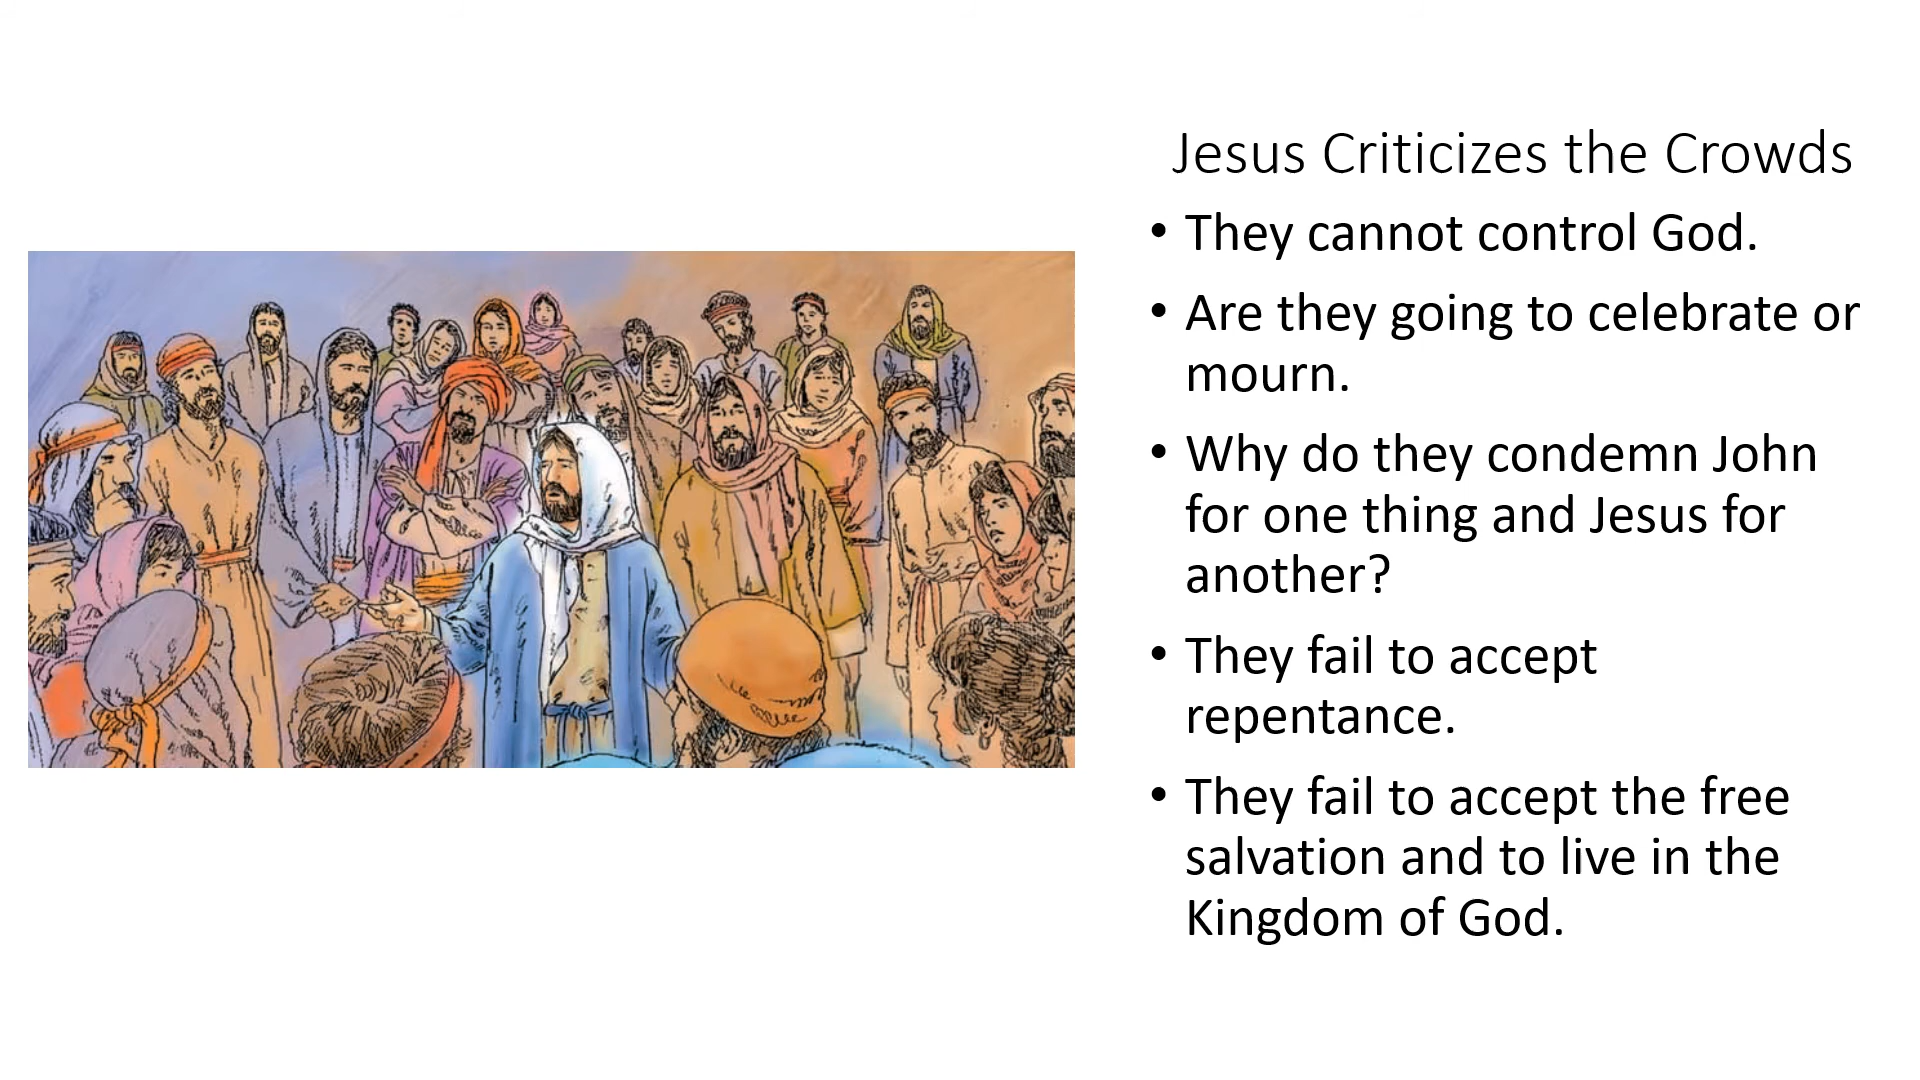 Jesus Criticizes the Crowds
• They cannot control God.
• Are they going to celebrate or
mourn.
• Why do they condemn John
for one thing and Jesus for
another?
• They fail to accept
repentance.
• They fail to accept the free
salvation and to live in the
Kingdom of God.